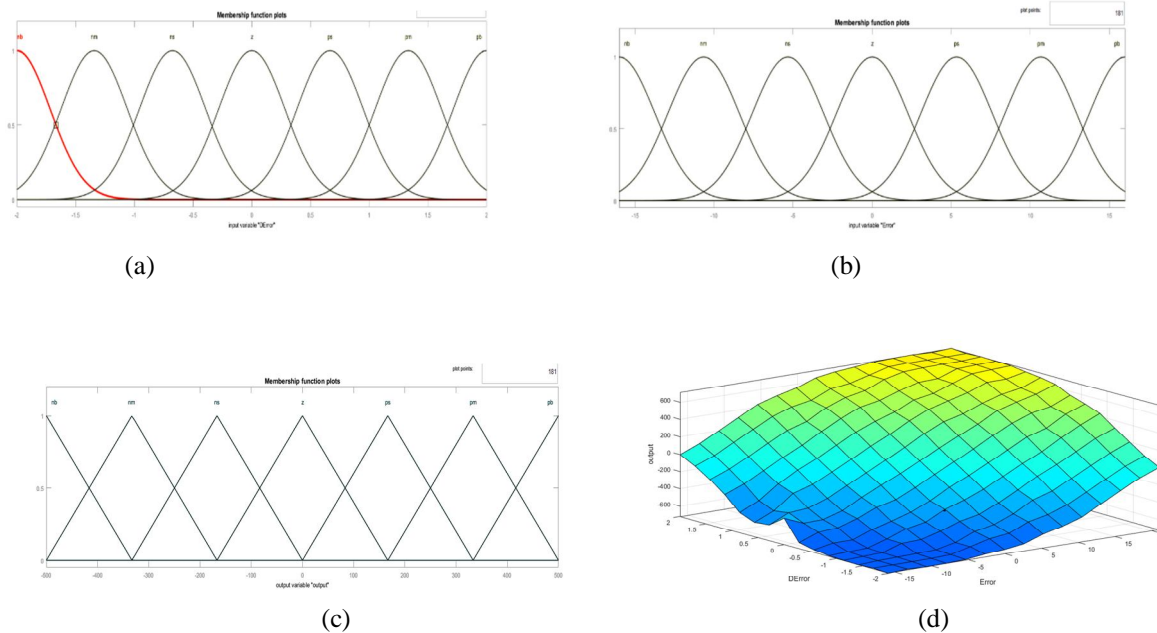 Membership function plots
nb nm ns z ps pm pb
1
0.5
0
-2 -1.5 -1 -0.5 0 0.5 1 1.5 2
input variable "DError"
(a)
plot points: 181
Membership function plots
nb nm ns z ps pm pb
1
0.5
0
-15 -10 -5 0 5 10 15
input variable "Error"
(b)
plot points: 181
Membership function plots
nb nm ns z ps pm pb
1
0.5
0
-500 -400 -300 -200 -100 0 100 200 300 400 500
output variable "output"
(c)
output
600
400
200
0
-200
-400
-600
2 1.5 1 0.5 0 -0.5 -1 -1.5 -2
DError
-15 -10 -5 0 5 10 15
Error
(d)